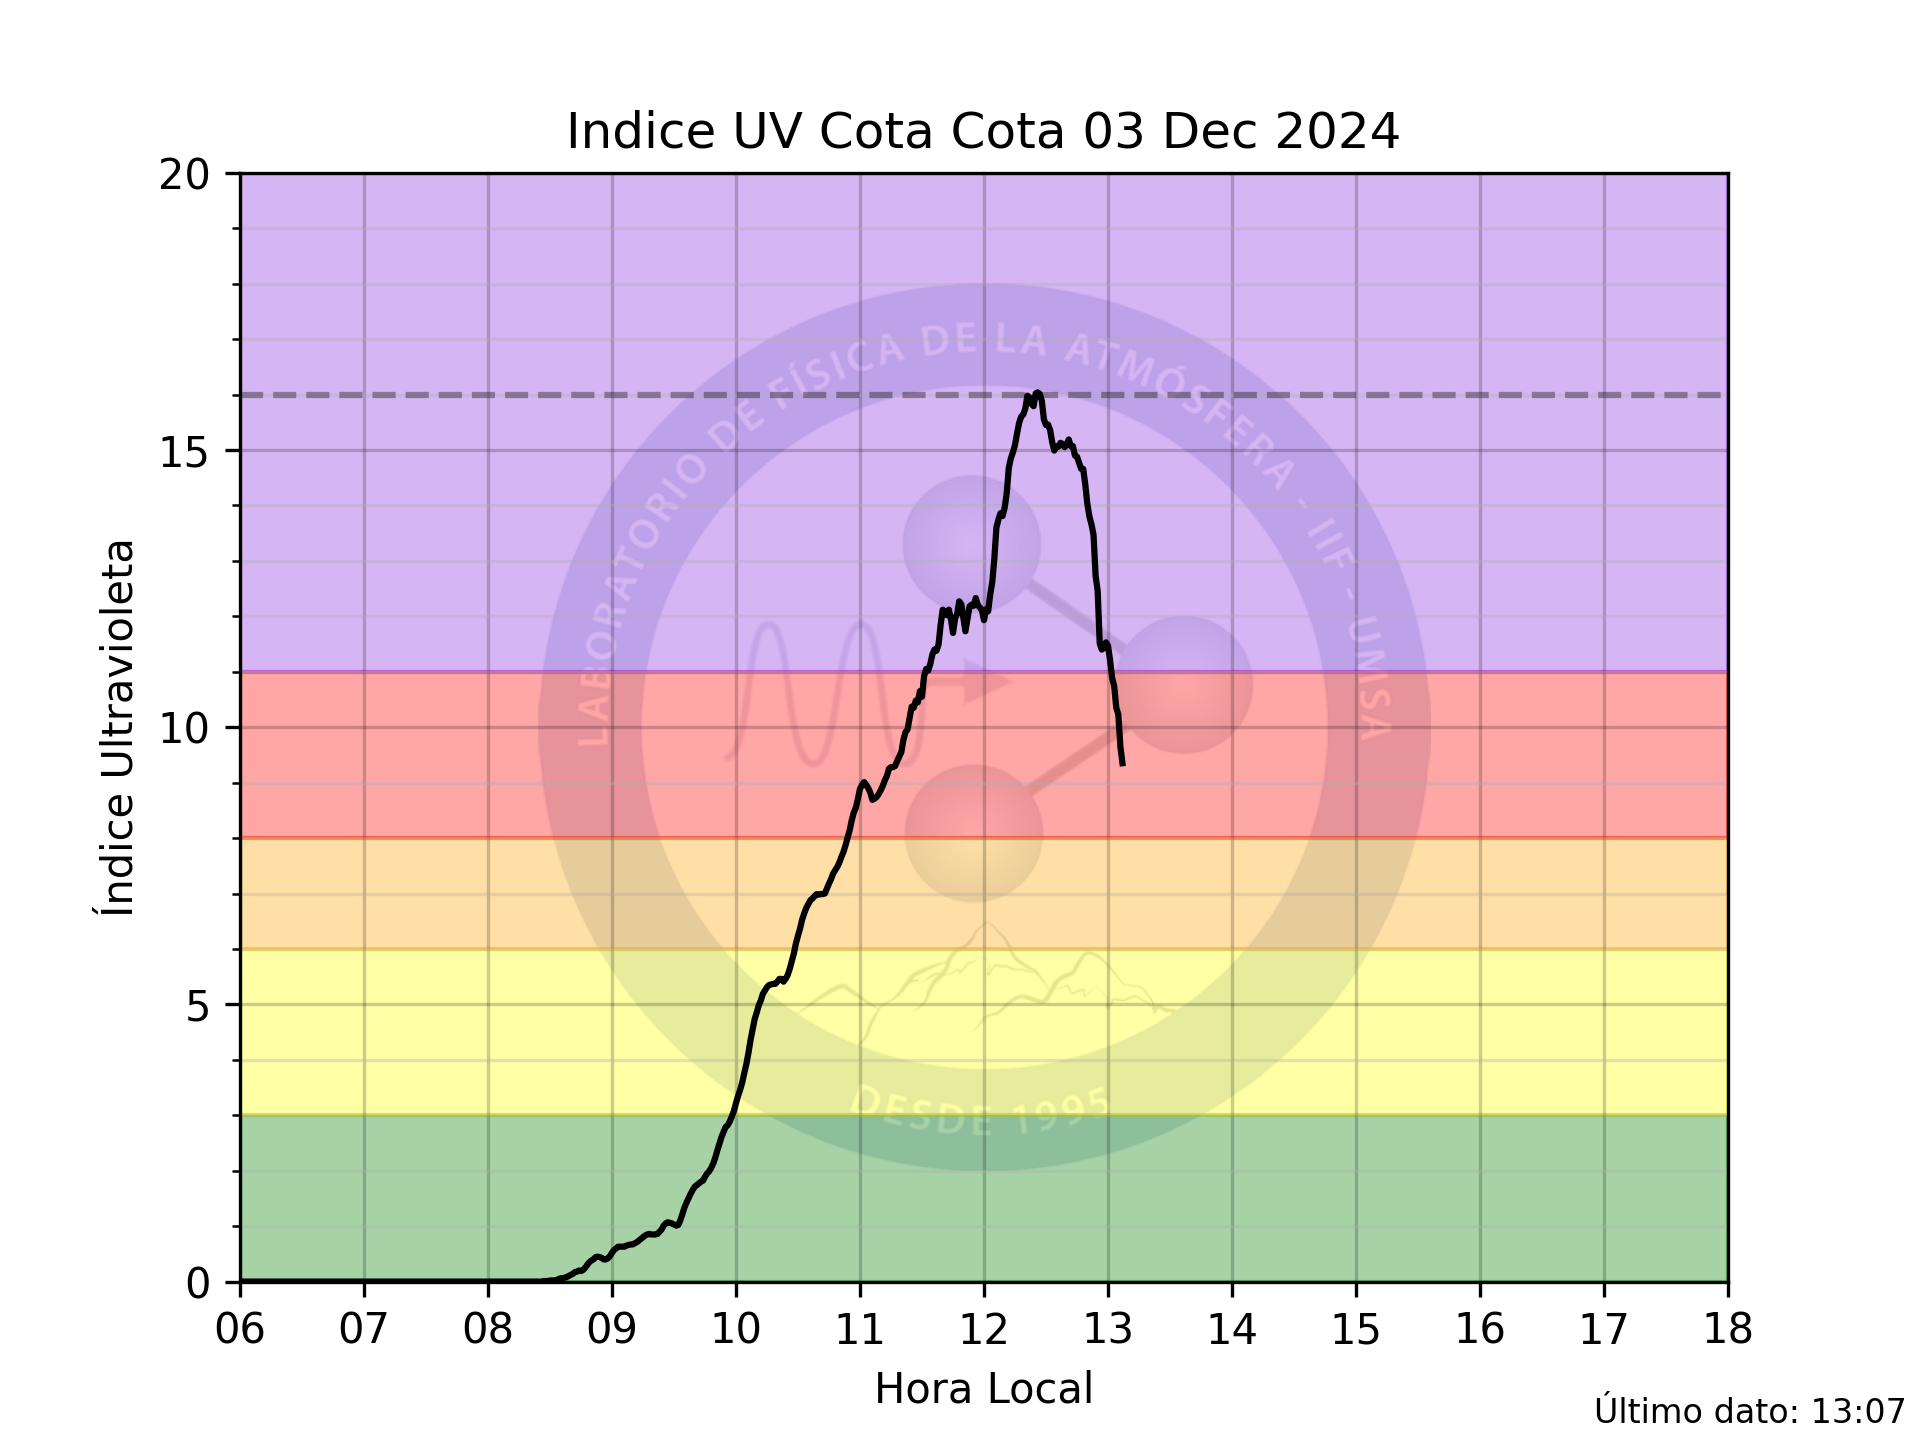 Indice UV Cota Cota 03 Dec 2024
20
15
10
5
0
Índice Ultravioleta
LABORATORIO DE FÍSICA DE LA ATMÓSFERA - IIF - UMSA
DESDE 1995
06 07 08 09 10 11 12 13 14 15 16 17 18
Hora Local
Último dato: 13:07